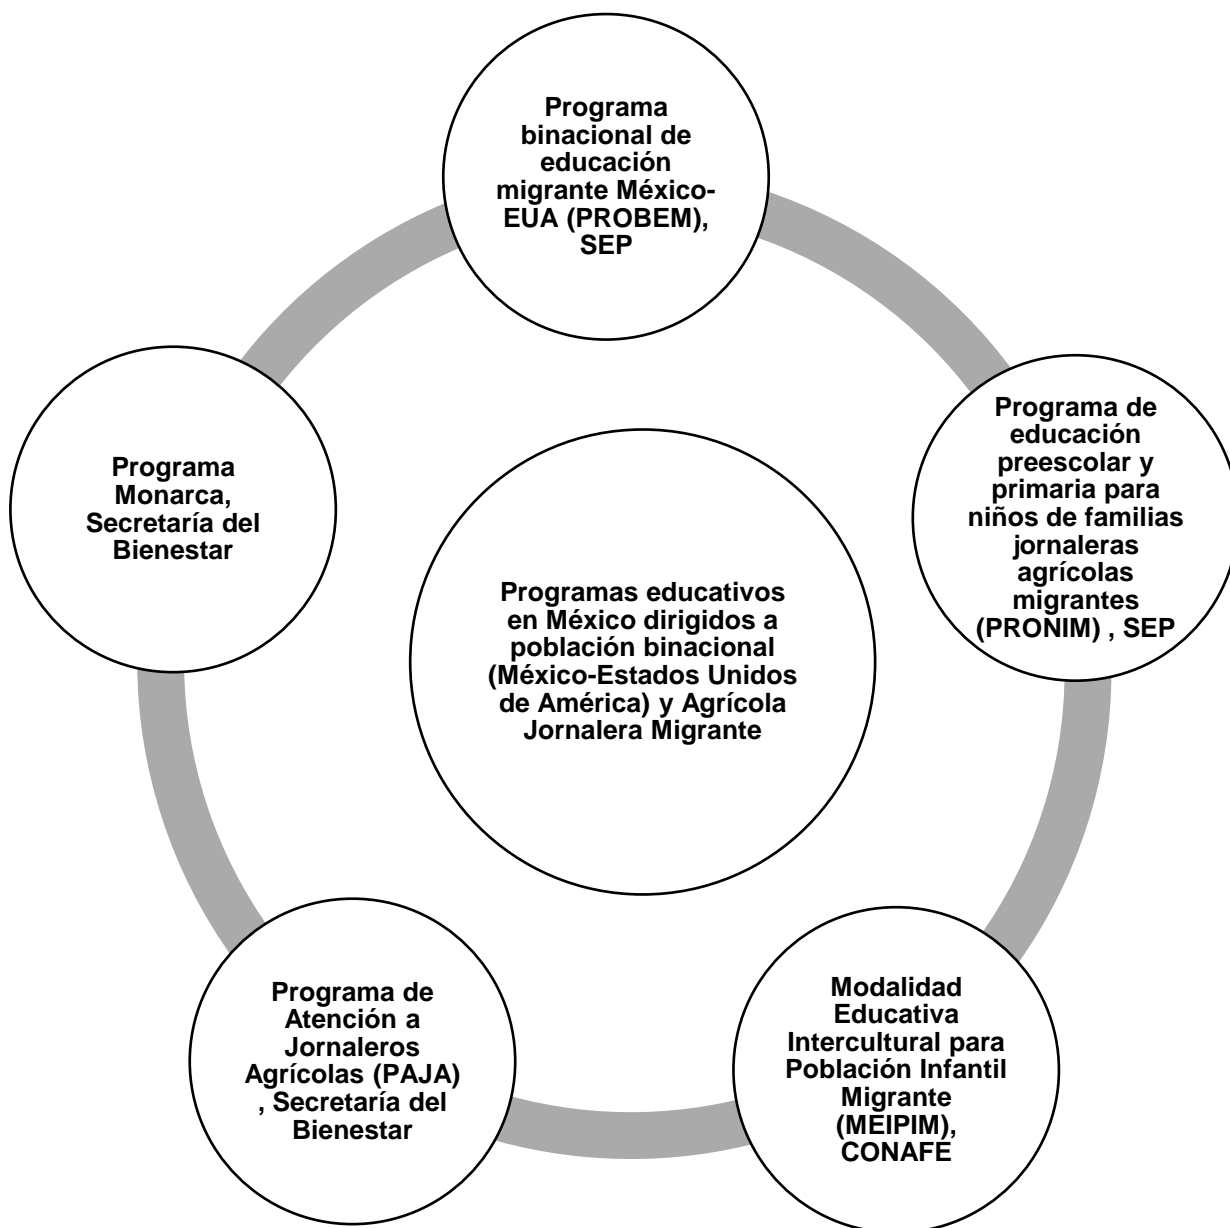 Programa
binacional de
educación
migrante México-
EUA (PROBEM),
SEP
Programa de
educación
preescolar y
primaria para
niños de familias
jornaleras
agrícolas
migrantes
(PRONIM) , SEP
Programa
Monarca,
Secretaría del
Bienestar
Programas educativos
en México dirigidos a
población binacional
(México-Estados Unidos
de América) y Agrícola
Jornalera Migrante
Programa de
Atención a
Jornaleros
Agrícolas (PAJA)
, Secretaría del
Bienestar
Modalidad
Educativa
Intercultural para
Población Infantil
Migrante
(MEIPIM),
CONAFE